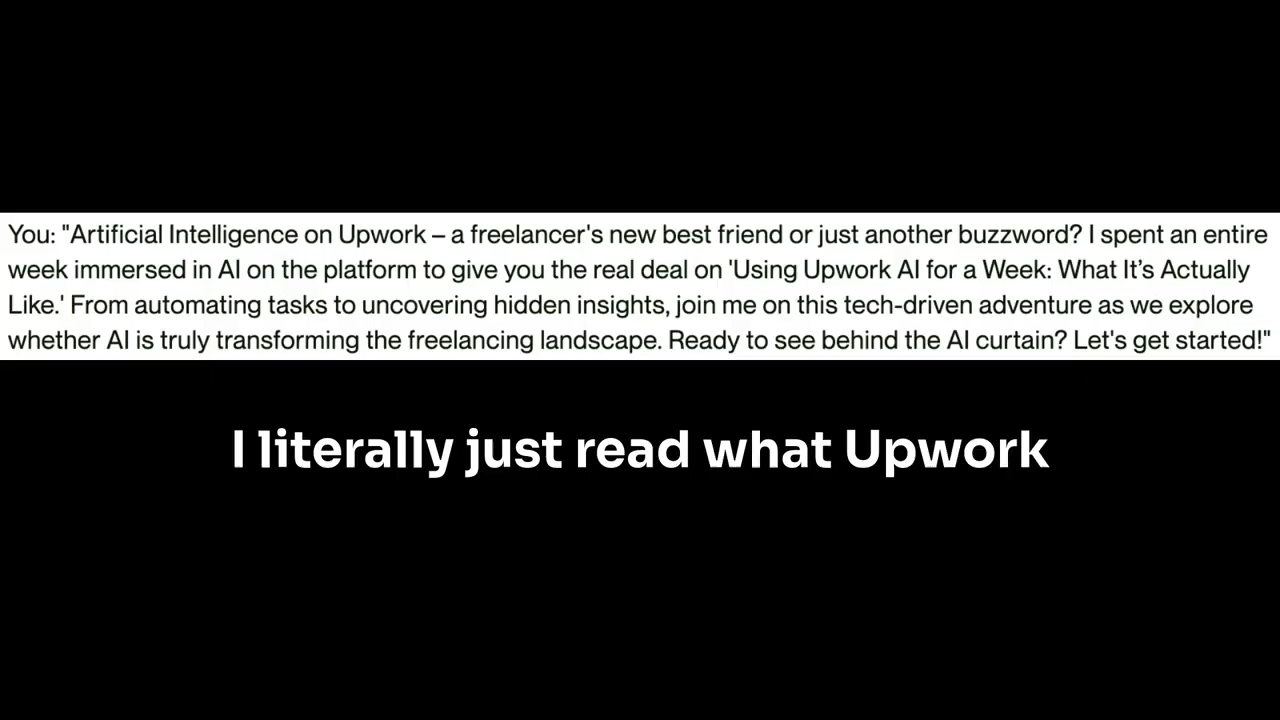 You: "Artificial Intelligence on Upwork – a freelancer's new best friend or just another buzzword? I spent an entire
week immersed in AI on the platform to give you the real deal on 'Using Upwork AI for a Week: What It’s Actually
Like.' From automating tasks to uncovering hidden insights, join me on this tech-driven adventure as we explore
whether AI is truly transforming the freelancing landscape. Ready to see behind the AI curtain? Let's get started!"
I literally just read what Upwork